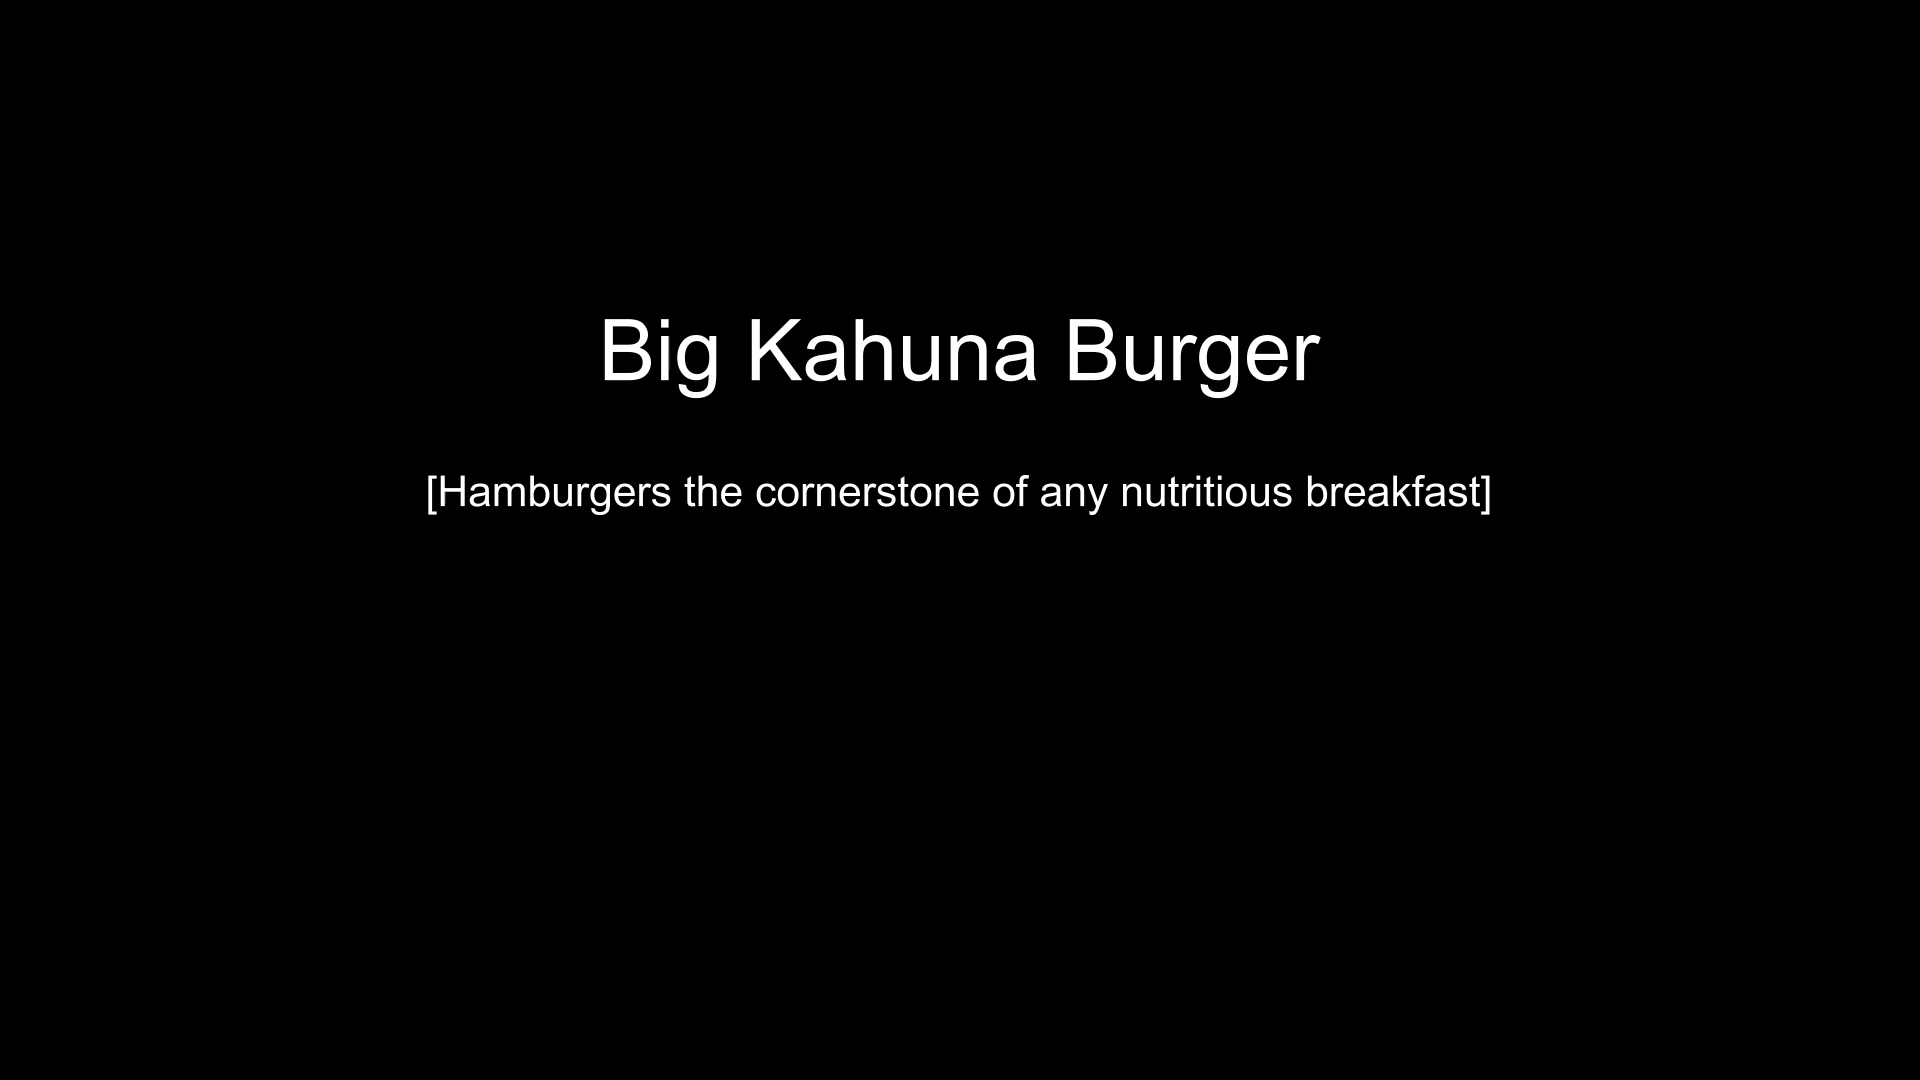 Big Kahuna Burger
[Hamburgers the cornerstone of any nutritious breakfast]